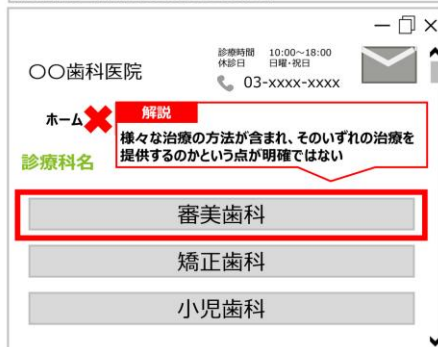 診療時間 10:00～18:00
休診日 日曜・祝日
〇〇歯科医院
03-xxxx-xxxx
ホーム
解説
様々な治療の方法が含まれ、そのいずれの治療を
提供するのかという点が明確ではない
診療科名
審美歯科
矯正歯科
小児歯科